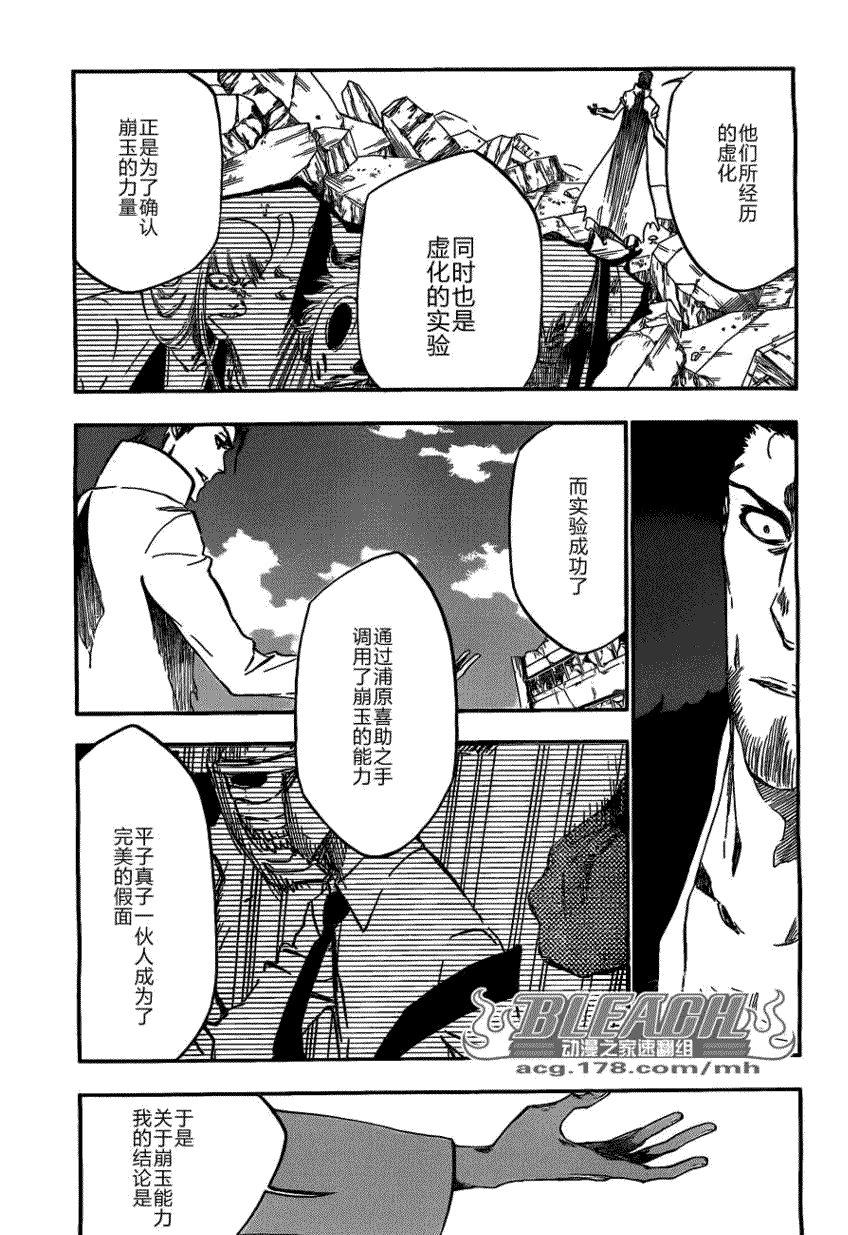 他们所经历
的虚化
同时也是
虚化的实验
正是为了确认
崩玉的力量
而实验成功了
通过浦原喜助之手
调用了崩玉的能力
平子真子一伙人成为了
完美的假面
BLEACH
动漫之家速翻组
acg.178.com/mh
于是
关于崩玉能力
我的结论是